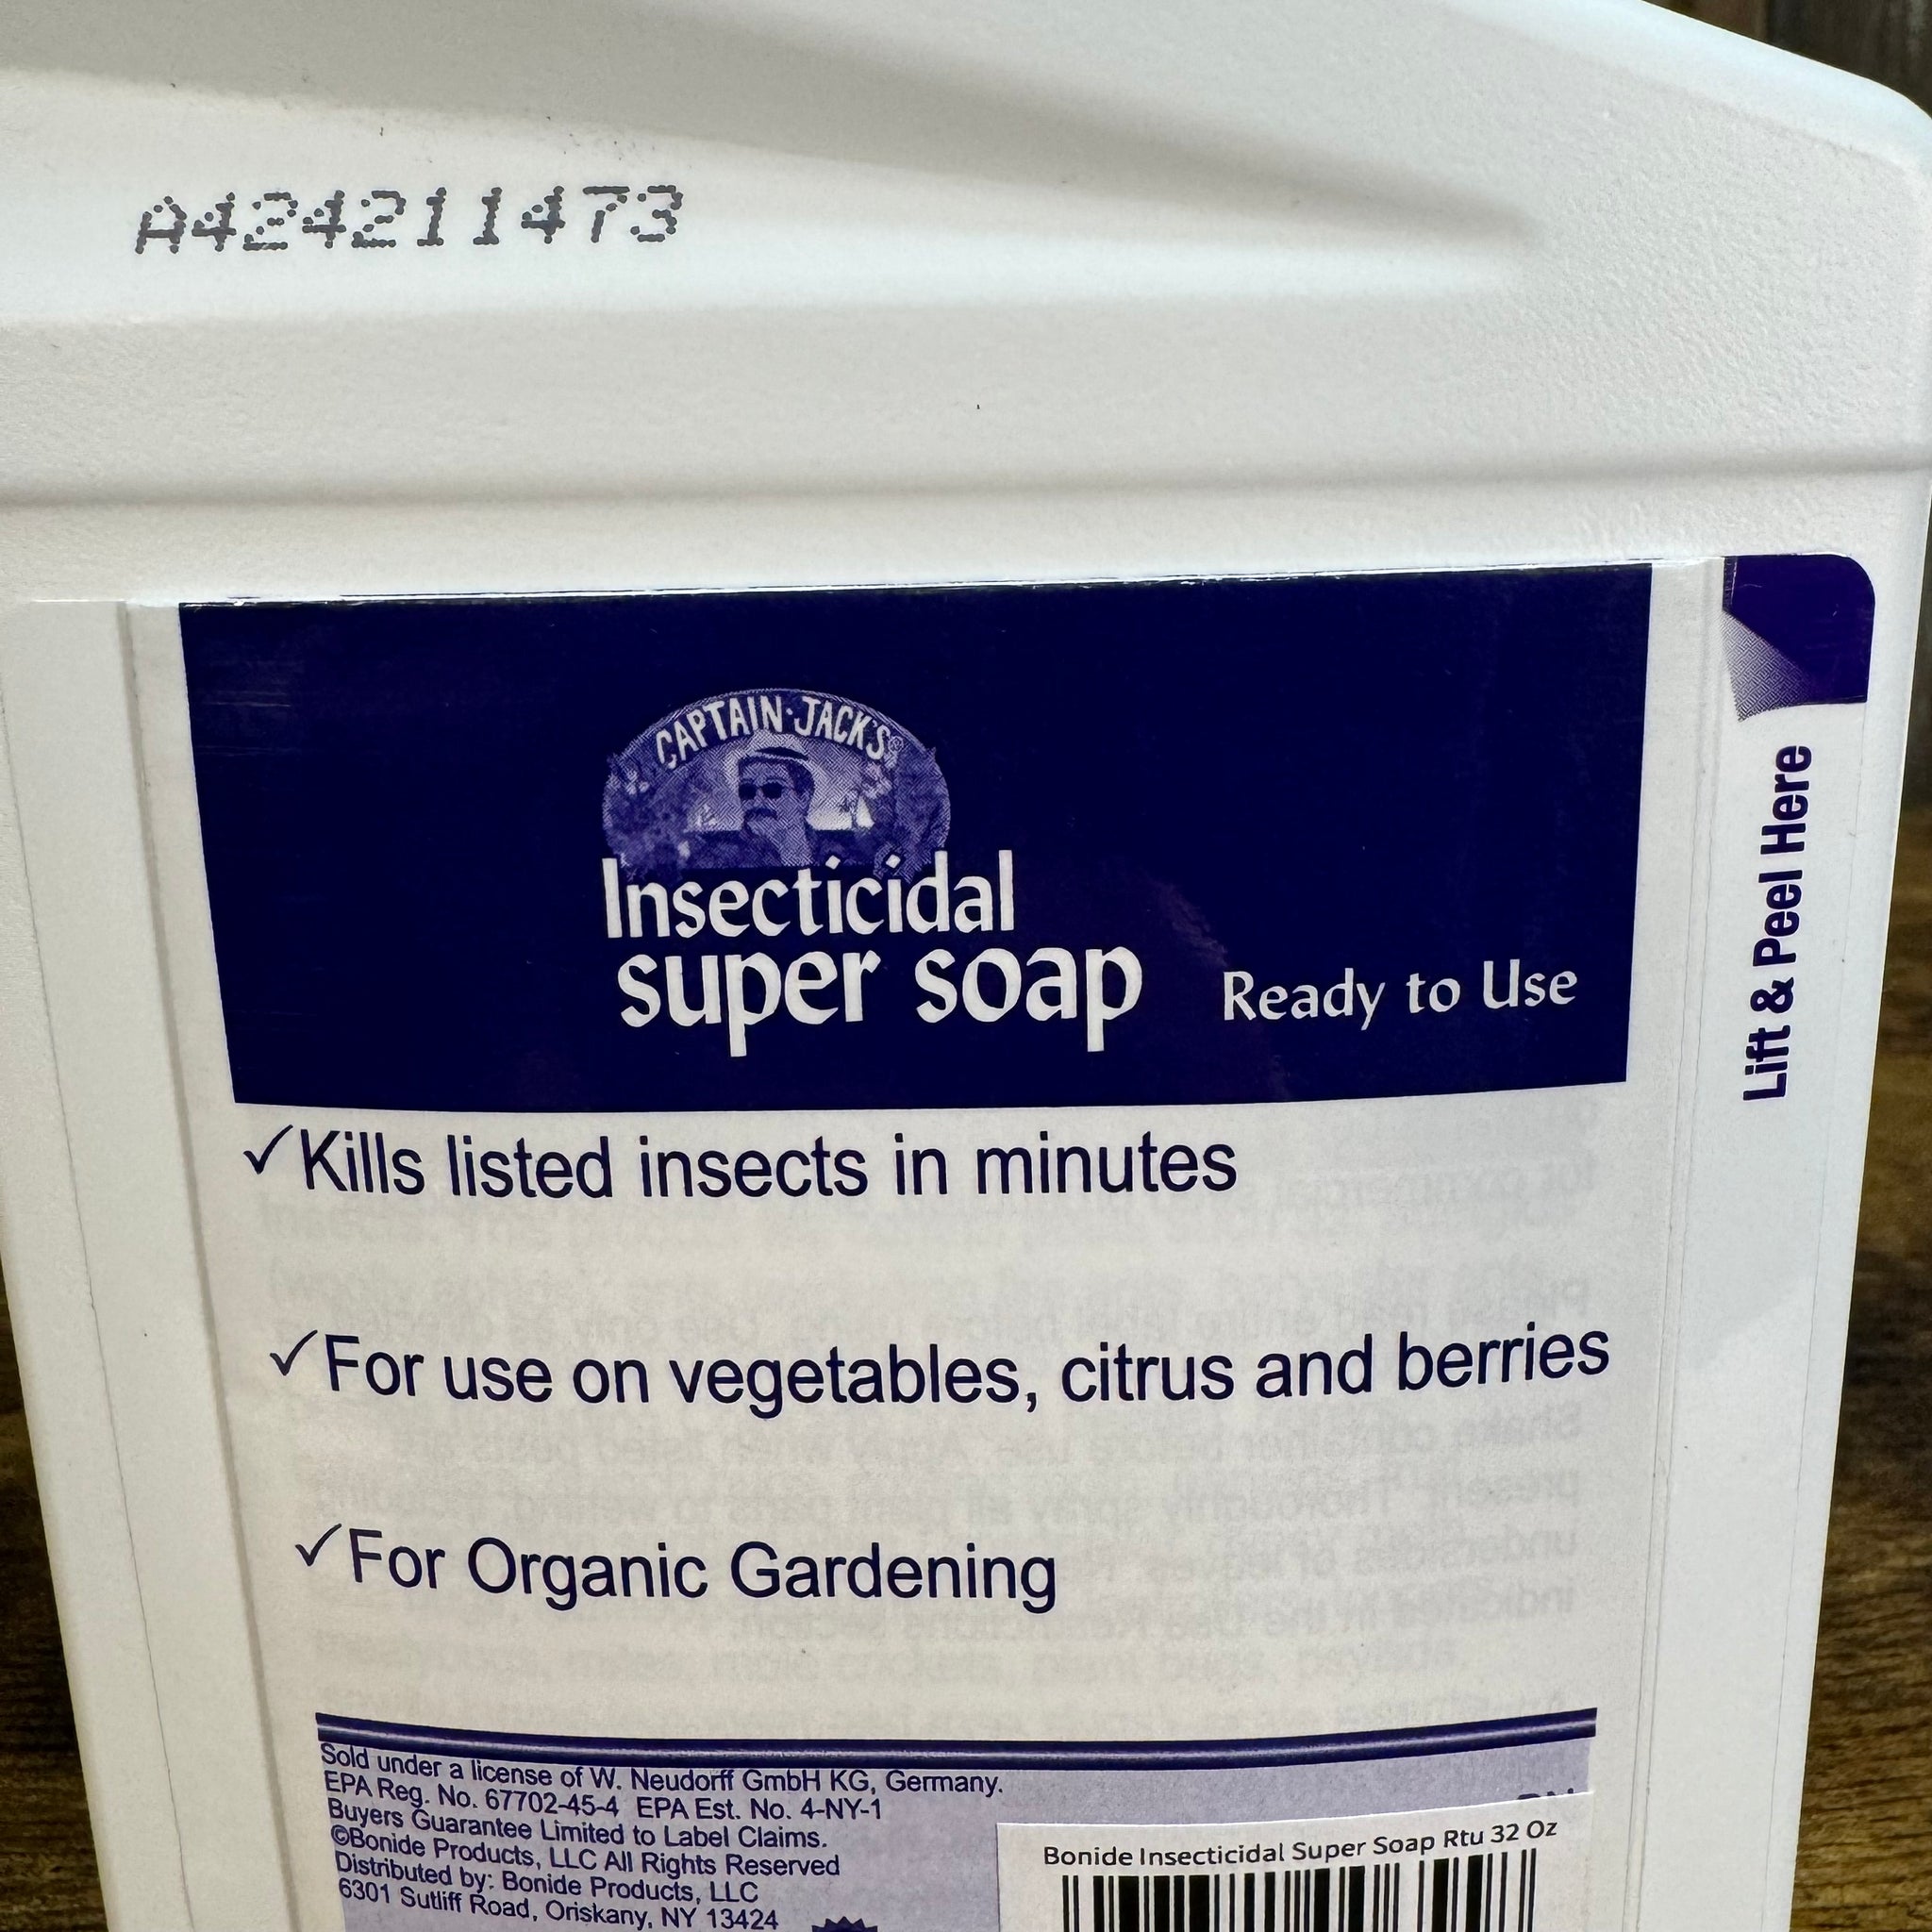 A424211473
CAPTAIN·JACK'S®
Insecticidal
super soap Ready to Use
Lift & Peel Here
✓Kills listed insects in minutes
✓For use on vegetables, citrus and berries
✓For Organic Gardening
Sold under a license of W. Neudorff GmbH KG, Germany.
EPA Reg. No. 67702-45-4 EPA Est. No. 4-NY-1
Buyers Guarantee Limited to Label Claims.
©Bonide Products, LLC All Rights Reserved
Distributed by: Bonide Products, LLC
6301 Sutliff Road, Oriskany, NY 13424
Bonide Insecticidal Super Soap Rtu 32 Oz